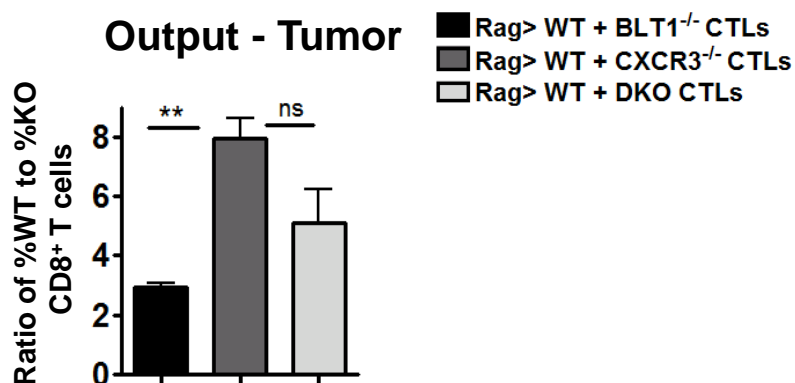 Output - Tumor
Rag> WT + BLT1-/- CTLs
Rag> WT + CXCR3-/- CTLs
Rag> WT + DKO CTLs
Ratio of %WT to %KO
CD8+ T cells
** ns
8
6
4
2
0